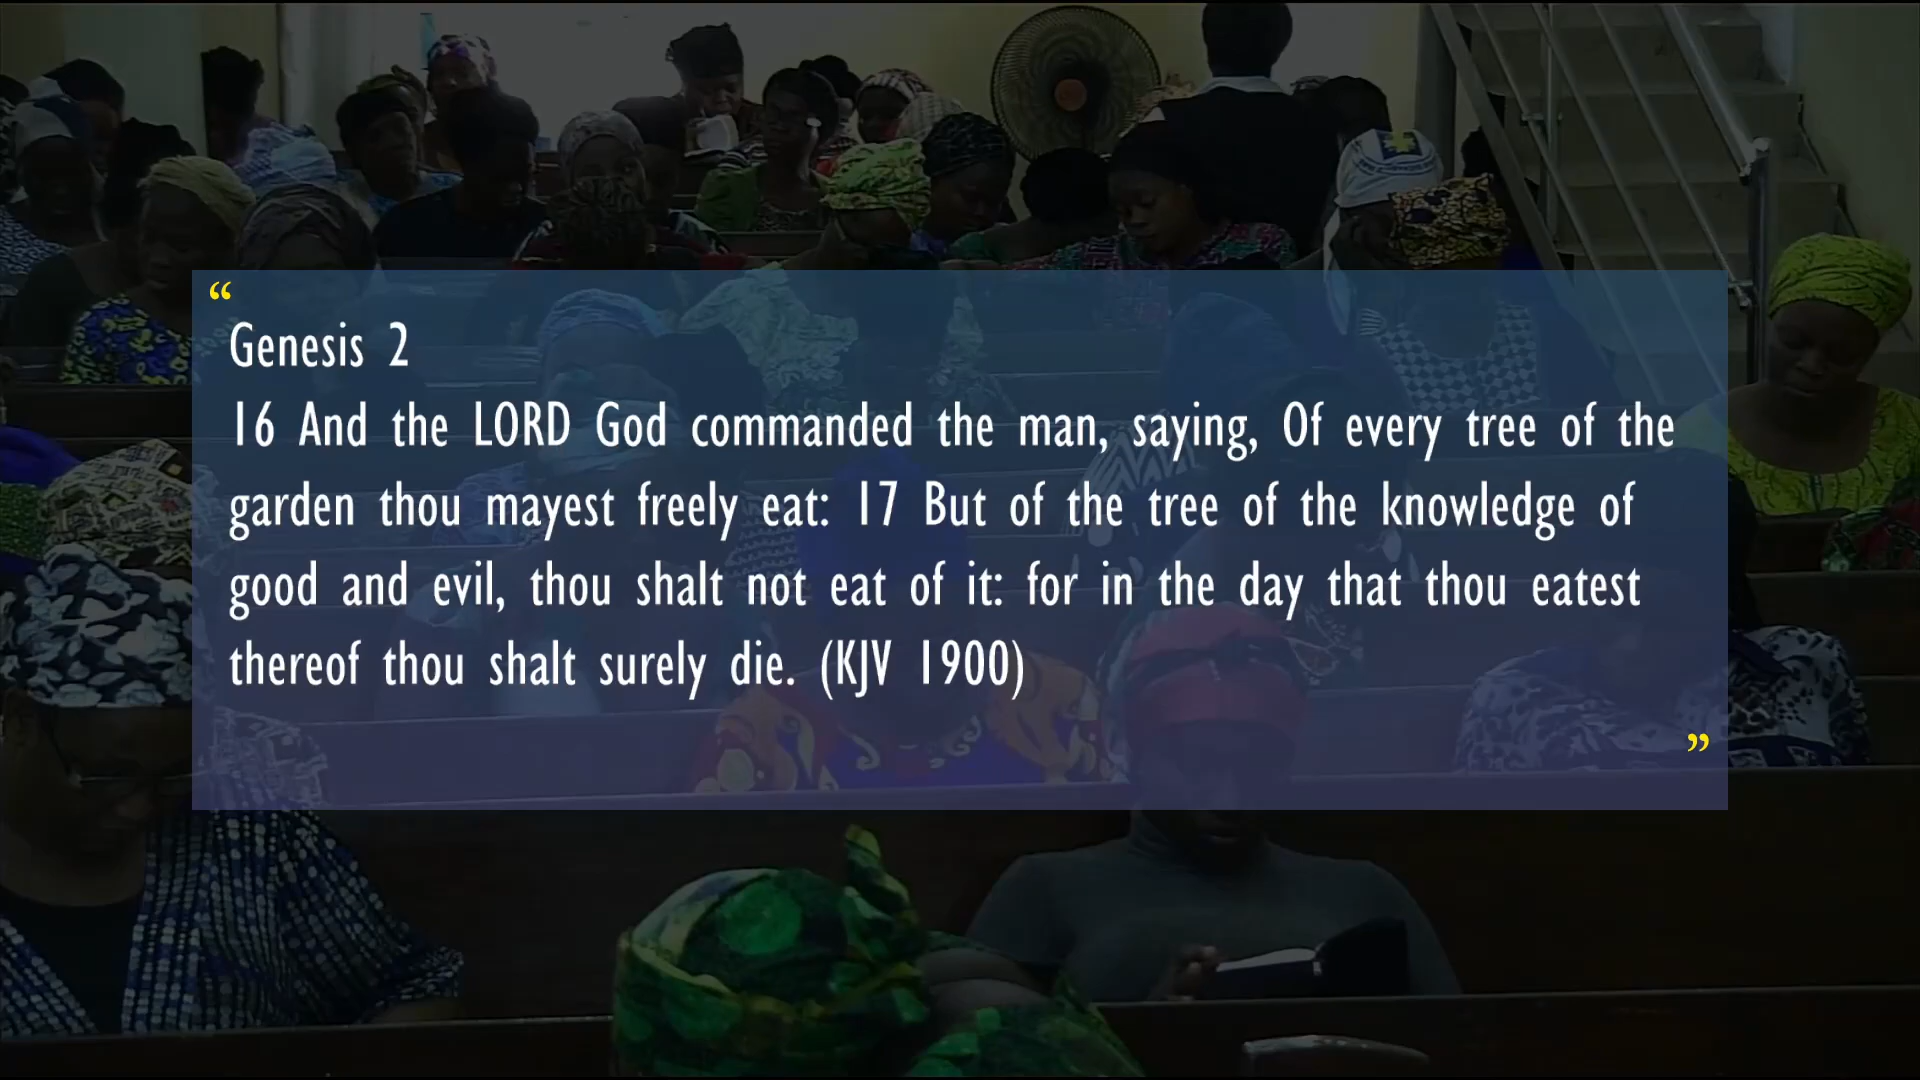 “
Genesis 2
16 And the LORD God commanded the man, saying, Of every tree of the
garden thou mayest freely eat: 17 But of the tree of the knowledge of
good and evil, thou shalt not eat of it: for in the day that thou eatest
thereof thou shalt surely die. (KJV 1900)
”